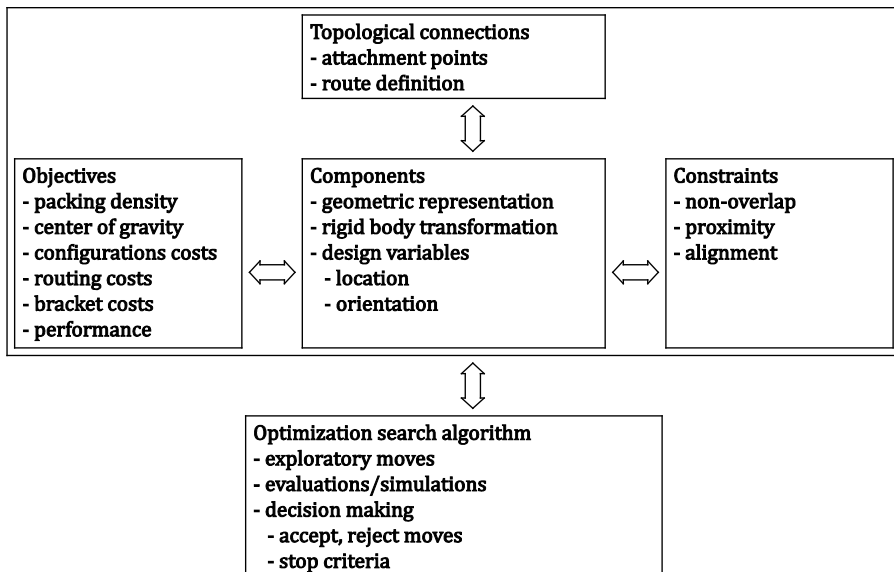 Topological connections
- attachment points
- route definition
Objectives
- packing density
- center of gravity
- configurations costs
- routing costs
- bracket costs
- performance
Components
- geometric representation
- rigid body transformation
- design variables
- location
- orientation
Constraints
- non-overlap
- proximity
- alignment
Optimization search algorithm
- exploratory moves
- evaluations/simulations
- decision making
- accept, reject moves
- stop criteria